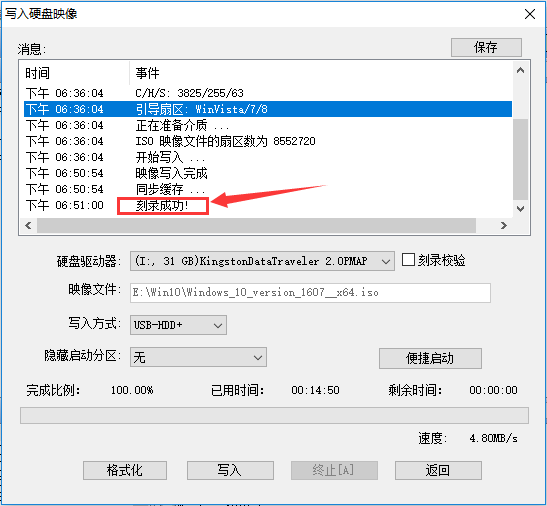 写入硬盘映像
消息:
保存
时间 事件
下午 06:36:04 C/H/S: 3825/255/63
下午 06:36:04 引导扇区: WinVista/7/8
下午 06:36:04 正在准备介质 ...
下午 06:36:04 ISO 映像文件的扇区数为 8552720
下午 06:36:04 开始写入 ...
下午 06:50:54 映像写入完成
下午 06:50:54 同步缓存 ...
下午 06:51:00 刻录成功!
硬盘驱动器: (I:, 31 GB)KingstonDataTraveler 2.0PMAP 刻录校验
映像文件: E:\Win10\Windows_10_version_1607__x64.iso
写入方式: USB-HDD+
隐藏启动分区: 无 便捷启动
完成比例: 100.00% 已用时间: 00:14:50 剩余时间: 00:00:00
速度: 4.80MB/s
格式化 写入 终止[A] 返回